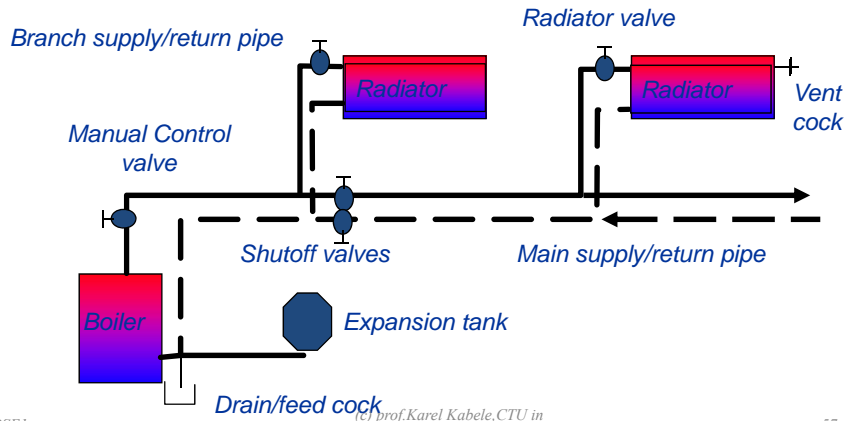 Radiator valve
Branch supply/return pipe
Radiator
Radiator
Vent
cock
Manual Control
valve
Shutoff valves
Main supply/return pipe
Boiler
Expansion tank
Drain/feed cock
(c) prof.Karel Kabele,CTU in
57